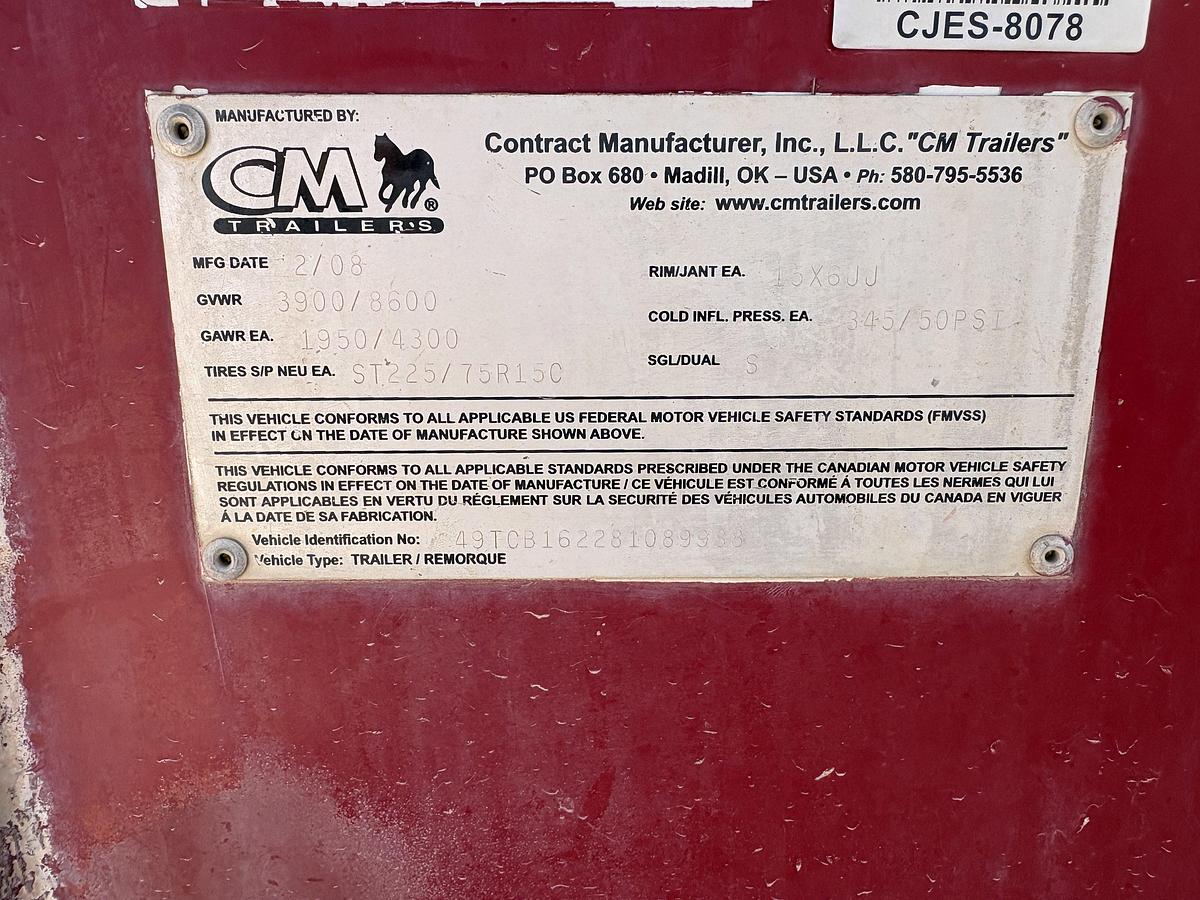 CJES-8078
MANUFACTURED BY:
CM
TRAILERS
®
Contract Manufacturer, Inc., L.L.C. "CM Trailers"
PO Box 680 • Madill, OK – USA • Ph: 580-795-5536
Web site: www.cmtrailers.com
MFG DATE 2/08
GVWR 3900/8600
GAWR EA. 1950/4300
TIRES S/P NEU EA. ST225/75R15C
RIM/JANT EA. 15X6JJ
COLD INFL. PRESS. EA. 345/50PSI
SGL/DUAL S
THIS VEHICLE CONFORMS TO ALL APPLICABLE US FEDERAL MOTOR VEHICLE SAFETY STANDARDS (FMVSS)
IN EFFECT ON THE DATE OF MANUFACTURE SHOWN ABOVE.
THIS VEHICLE CONFORMS TO ALL APPLICABLE STANDARDS PRESCRIBED UNDER THE CANADIAN MOTOR VEHICLE SAFETY
REGULATIONS IN EFFECT ON THE DATE OF MANUFACTURE / CE VÉHICULE EST CONFORMÉ Á TOUTES LES NERMES QUI LUI
SONT APPLICABLES EN VERTU DU RÉGLEMENT SUR LA SECURITÉ DES VÉHICULES AUTOMOBILES DU CANADA EN VIGUER
Á LA DATE DE SA FABRICATION.
Vehicle Identification No:
Vehicle Type: TRAILER / REMORQUE